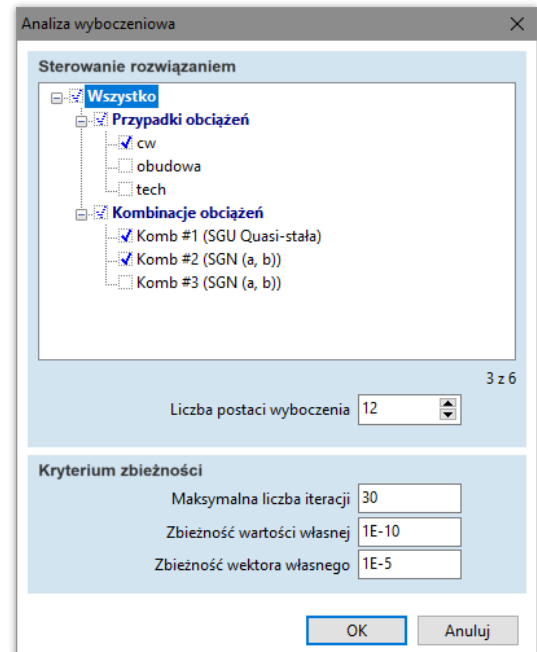 Analiza wyboczeniowa
Sterowanie rozwiązaniem
Wszystko
Przypadki obciążeń
cw
obudowa
tech
Kombinacje obciążeń
Komb #1 (SGU Quasi-stała)
Komb #2 (SGN (a, b))
Komb #3 (SGN (a, b))
3 z 6
Liczba postaci wyboczenia 12
Kryterium zbieżności
Maksymalna liczba iteracji 30
Zbieżność wartości własnej 1E-10
Zbieżność wektora własnego 1E-5
OK Anuluj